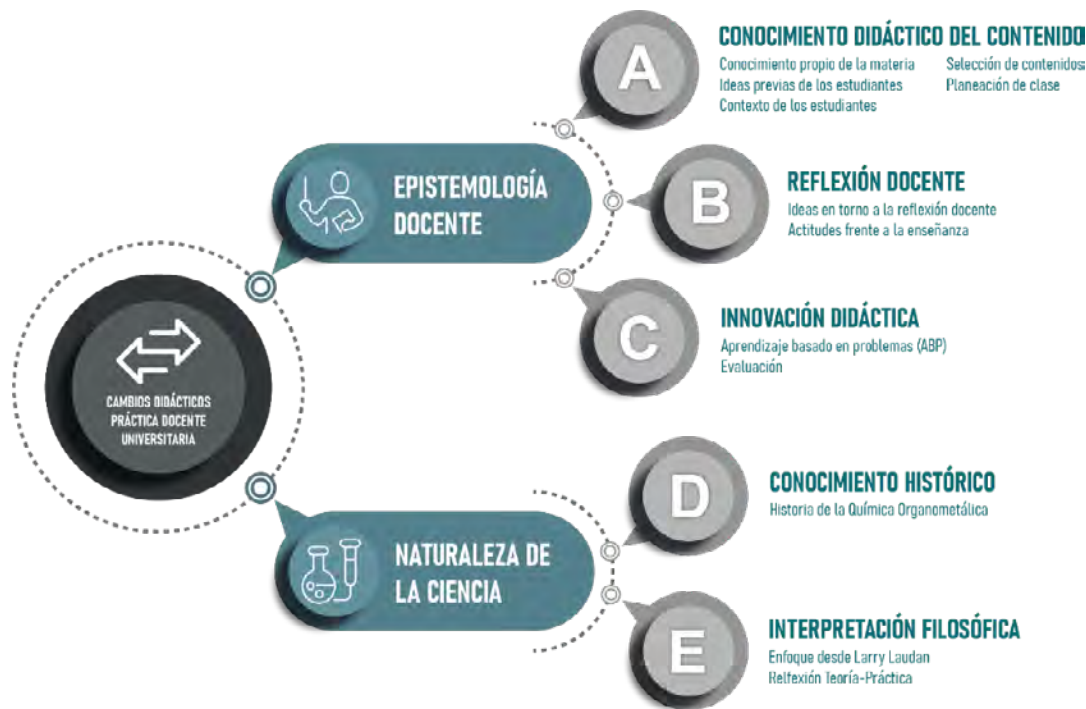 CAMBIOS DIDÁCTICOS
PRÁCTICA DOCENTE
UNIVERSITARIA
EPISTEMOLOGÍA
DOCENTE
A
CONOCIMIENTO DIDÁCTICO DEL CONTENIDO
Conocimiento propio de la materia
Ideas previas de los estudiantes
Contexto de los estudiantes
Selección de contenidos:
Planeación de clase
B
REFLEXIÓN DOCENTE
Ideas en torno a la reflexión docente
Actitudes frente a la enseñanza
C
INNOVACIÓN DIDÁCTICA
Aprendizaje basado en problemas (ABP)
Evaluación
NATURALEZA DE
LA CIENCIA
D
CONOCIMIENTO HISTÓRICO
Historia de la Química Organometálica
E
INTERPRETACIÓN FILOSÓFICA
Enfoque desde Larry Laudan
Relfexión Teoría-Práctica